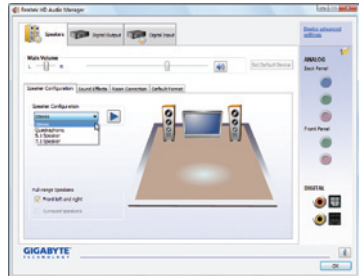 Realtek HD Audio Manager
Speakers
Digital Output
Digital Input
Device advanced
settings
Main Volume
L
R
Set Default Device
ANALOG
Back Panel
Speaker Configuration
Sound Effects
Room Correction
Default Format
Speaker Configuration
Stereo
Stereo
Quadraphonic
5.1 Speaker
7.1 Speaker
Front Panel
Full-range Speakers
Front left and right
Surround speakers
DIGITAL
GIGABYTE
TECHNOLOGY
OK